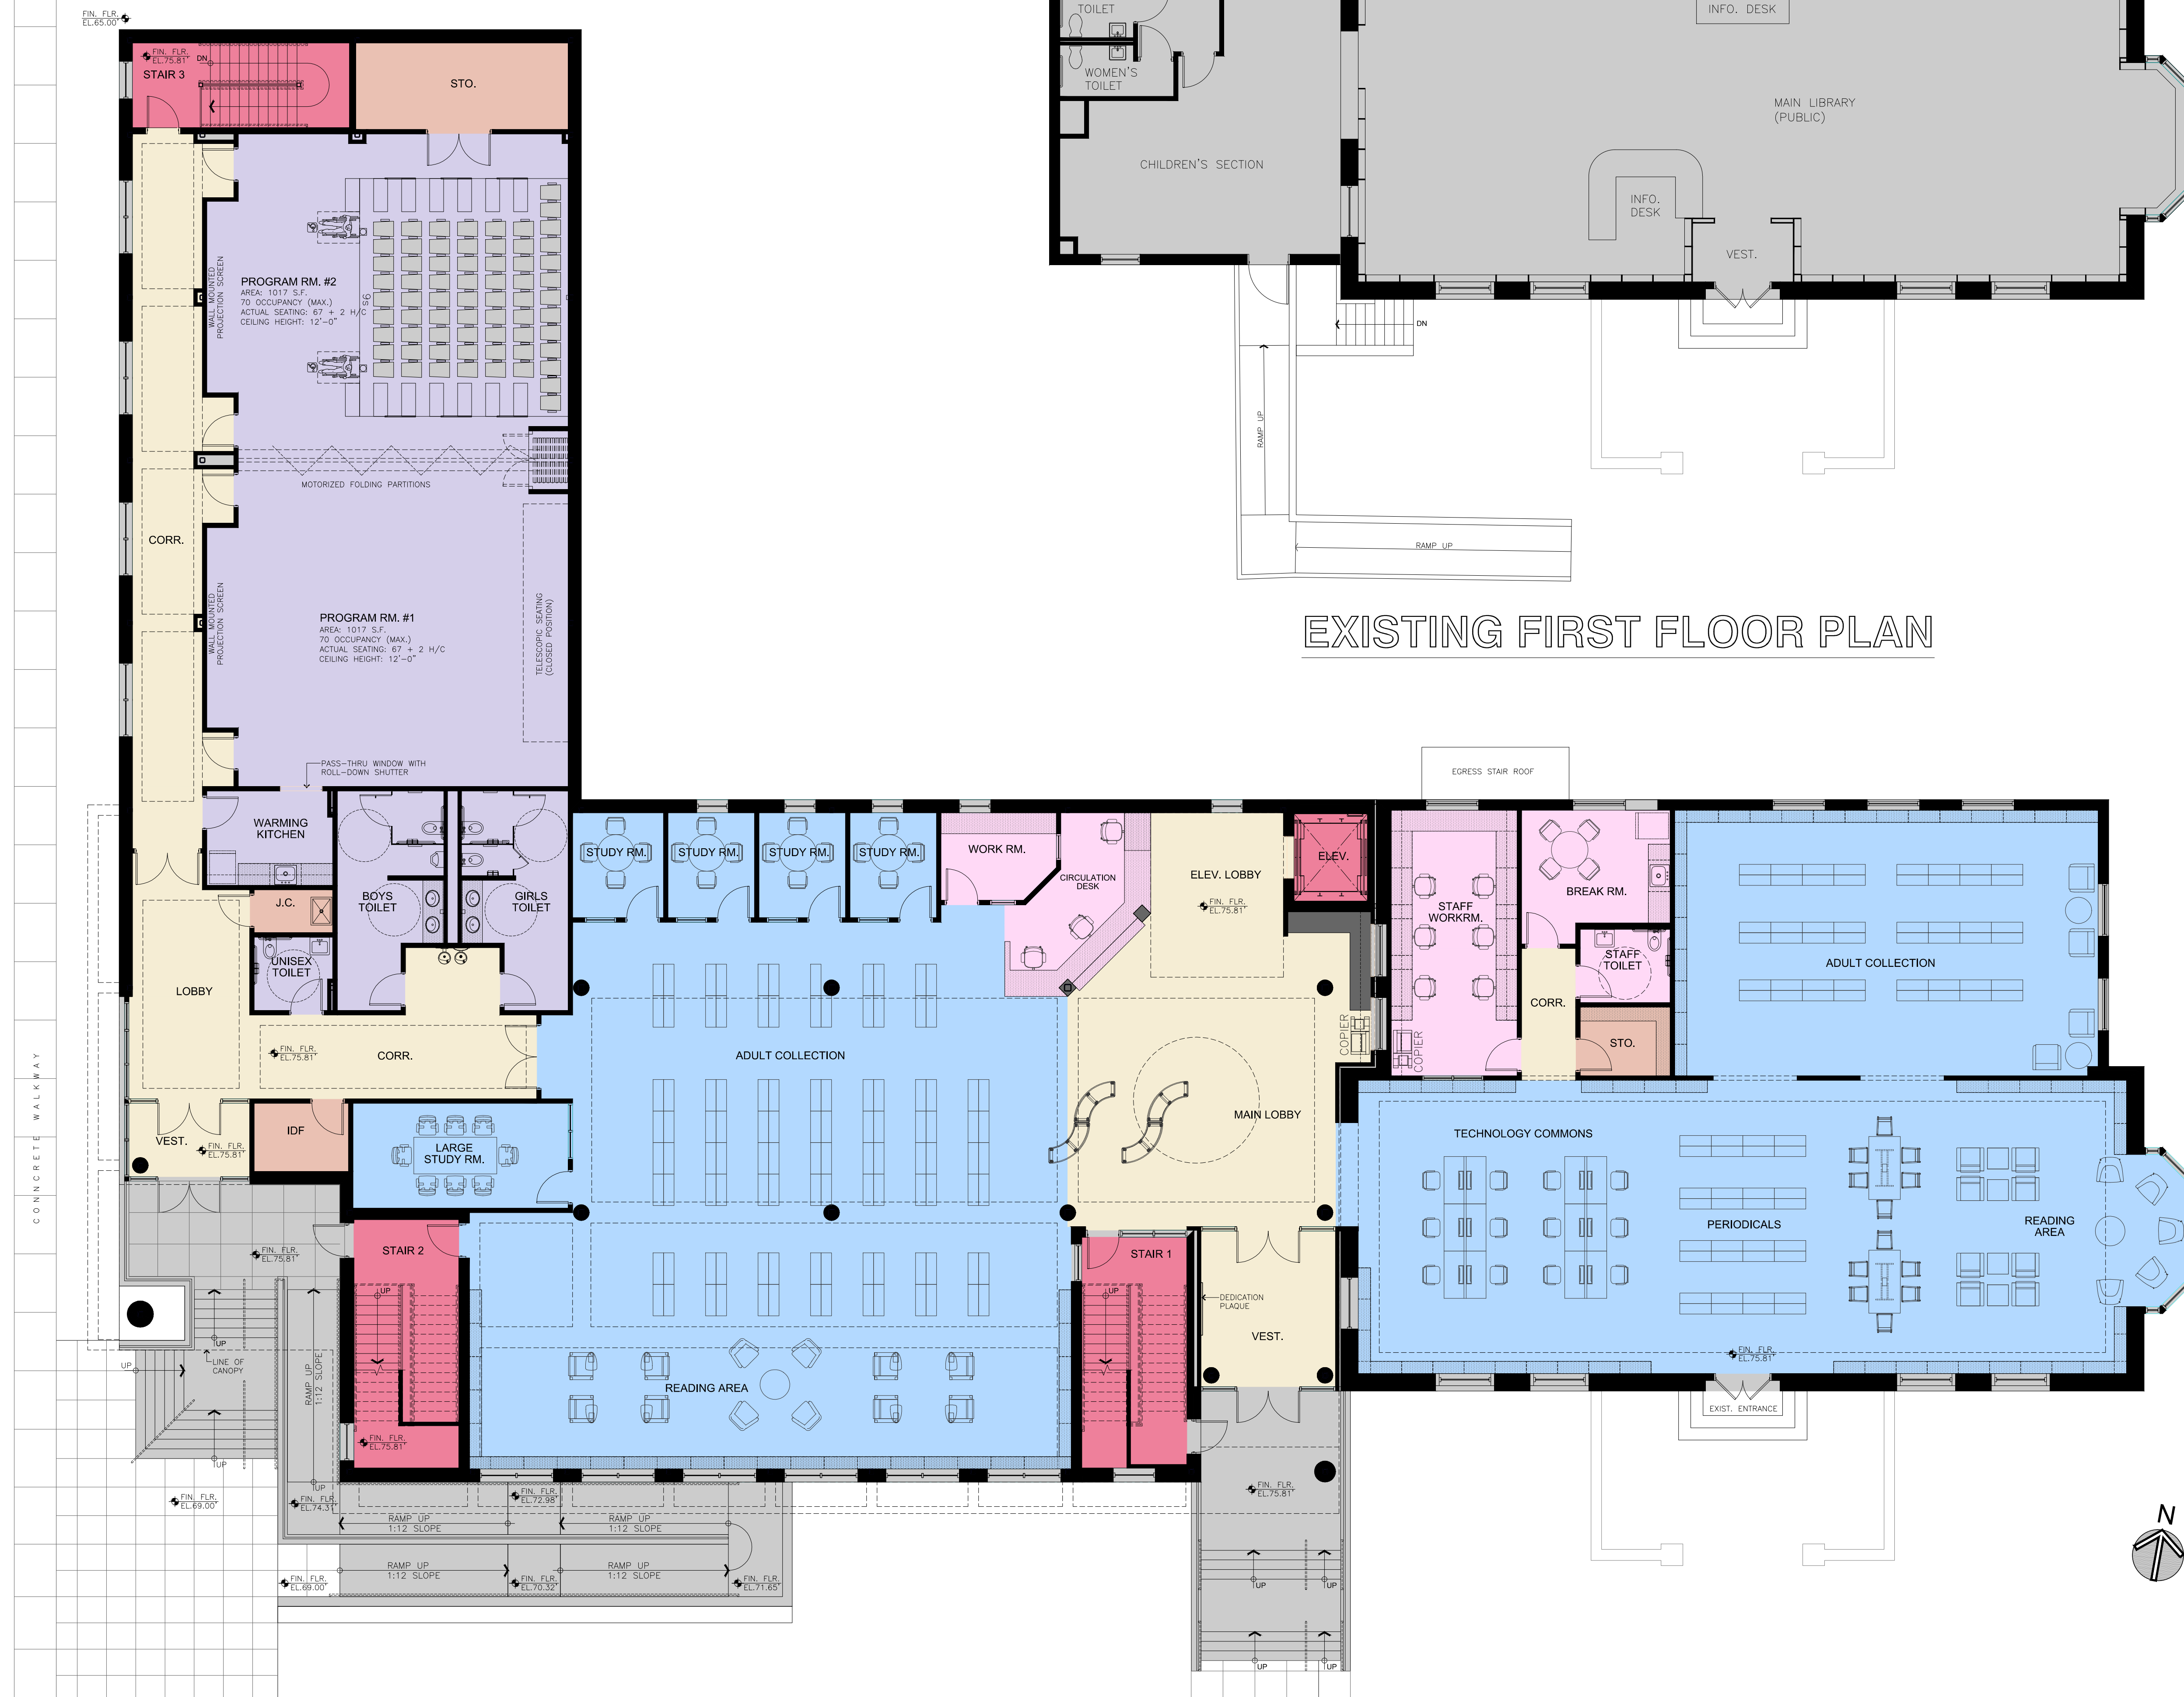 FIN. FLR.
EL.65.00'
FIN. FLR.
EL.75.81'
DN
STAIR 3
STO.
PROGRAM RM. #2
AREA: 1017 S.F.
70 OCCUPANCY (MAX.)
ACTUAL SEATING: 67 + 2 H/C
CEILING HEIGHT: 12'-0"
WALL MOUNTED
PROJECTION SCREEN
MOTORIZED FOLDING PARTITIONS
CORR.
PROGRAM RM. #1
AREA: 1017 S.F.
70 OCCUPANCY (MAX.)
ACTUAL SEATING: 67 + 2 H/C
CEILING HEIGHT: 12'-0"
WALL MOUNTED
PROJECTION SCREEN
TELESCOPIC SEATING
(CLOSED POSITION)
PASS-THRU WINDOW WITH
ROLL-DOWN SHUTTER
TOILET
WOMEN'S
TOILET
CHILDREN'S SECTION
INFO. DESK
MAIN LIBRARY
(PUBLIC)
INFO.
DESK
VEST.
DN
RAMP UP
RAMP UP
EXISTING FIRST FLOOR PLAN
EGRESS STAIR ROOF
WARMING
KITCHEN
J.C.
BOYS
TOILET
GIRLS
TOILET
UNISEX
TOILET
LOBBY
FIN. FLR.
EL.75.81'
CORR.
STUDY RM.
STUDY RM.
STUDY RM.
STUDY RM.
WORK RM.
CIRCULATION
DESK
ELEV. LOBBY
FIN. FLR.
EL.75.81'
ELEV.
COPIER
STAFF
WORKRM.
COPIER
BREAK RM.
STAFF
TOILET
CORR.
STO.
ADULT COLLECTION
ADULT COLLECTION
MAIN LOBBY
VEST.
FIN. FLR.
EL.75.81'
IDF
LARGE
STUDY RM.
TECHNOLOGY COMMONS
PERIODICALS
READING
AREA
CONNCRETE WALKWAY
FIN. FLR.
EL.75.81'
STAIR 2
UP
STAIR 1
UP
DEDICATION
PLAQUE
VEST.
FIN. FLR.
EL.75.81'
EXIST. ENTRANCE
UP
UP
LINE OF
CANOPY
RAMP UP
1:12 SLOPE
READING AREA
FIN. FLR.
EL.75.81'
UP
UP
FIN. FLR.
EL.69.00'
FIN. FLR.
EL.74.31'
FIN. FLR.
EL.72.98'
FIN. FLR.
EL.75.81'
RAMP UP
1:12 SLOPE
RAMP UP
1:12 SLOPE
RAMP UP
1:12 SLOPE
RAMP UP
1:12 SLOPE
FIN. FLR.
EL.69.00'
FIN. FLR.
EL.70.32'
FIN. FLR.
EL.71.65'
UP
UP
UP
UP
N